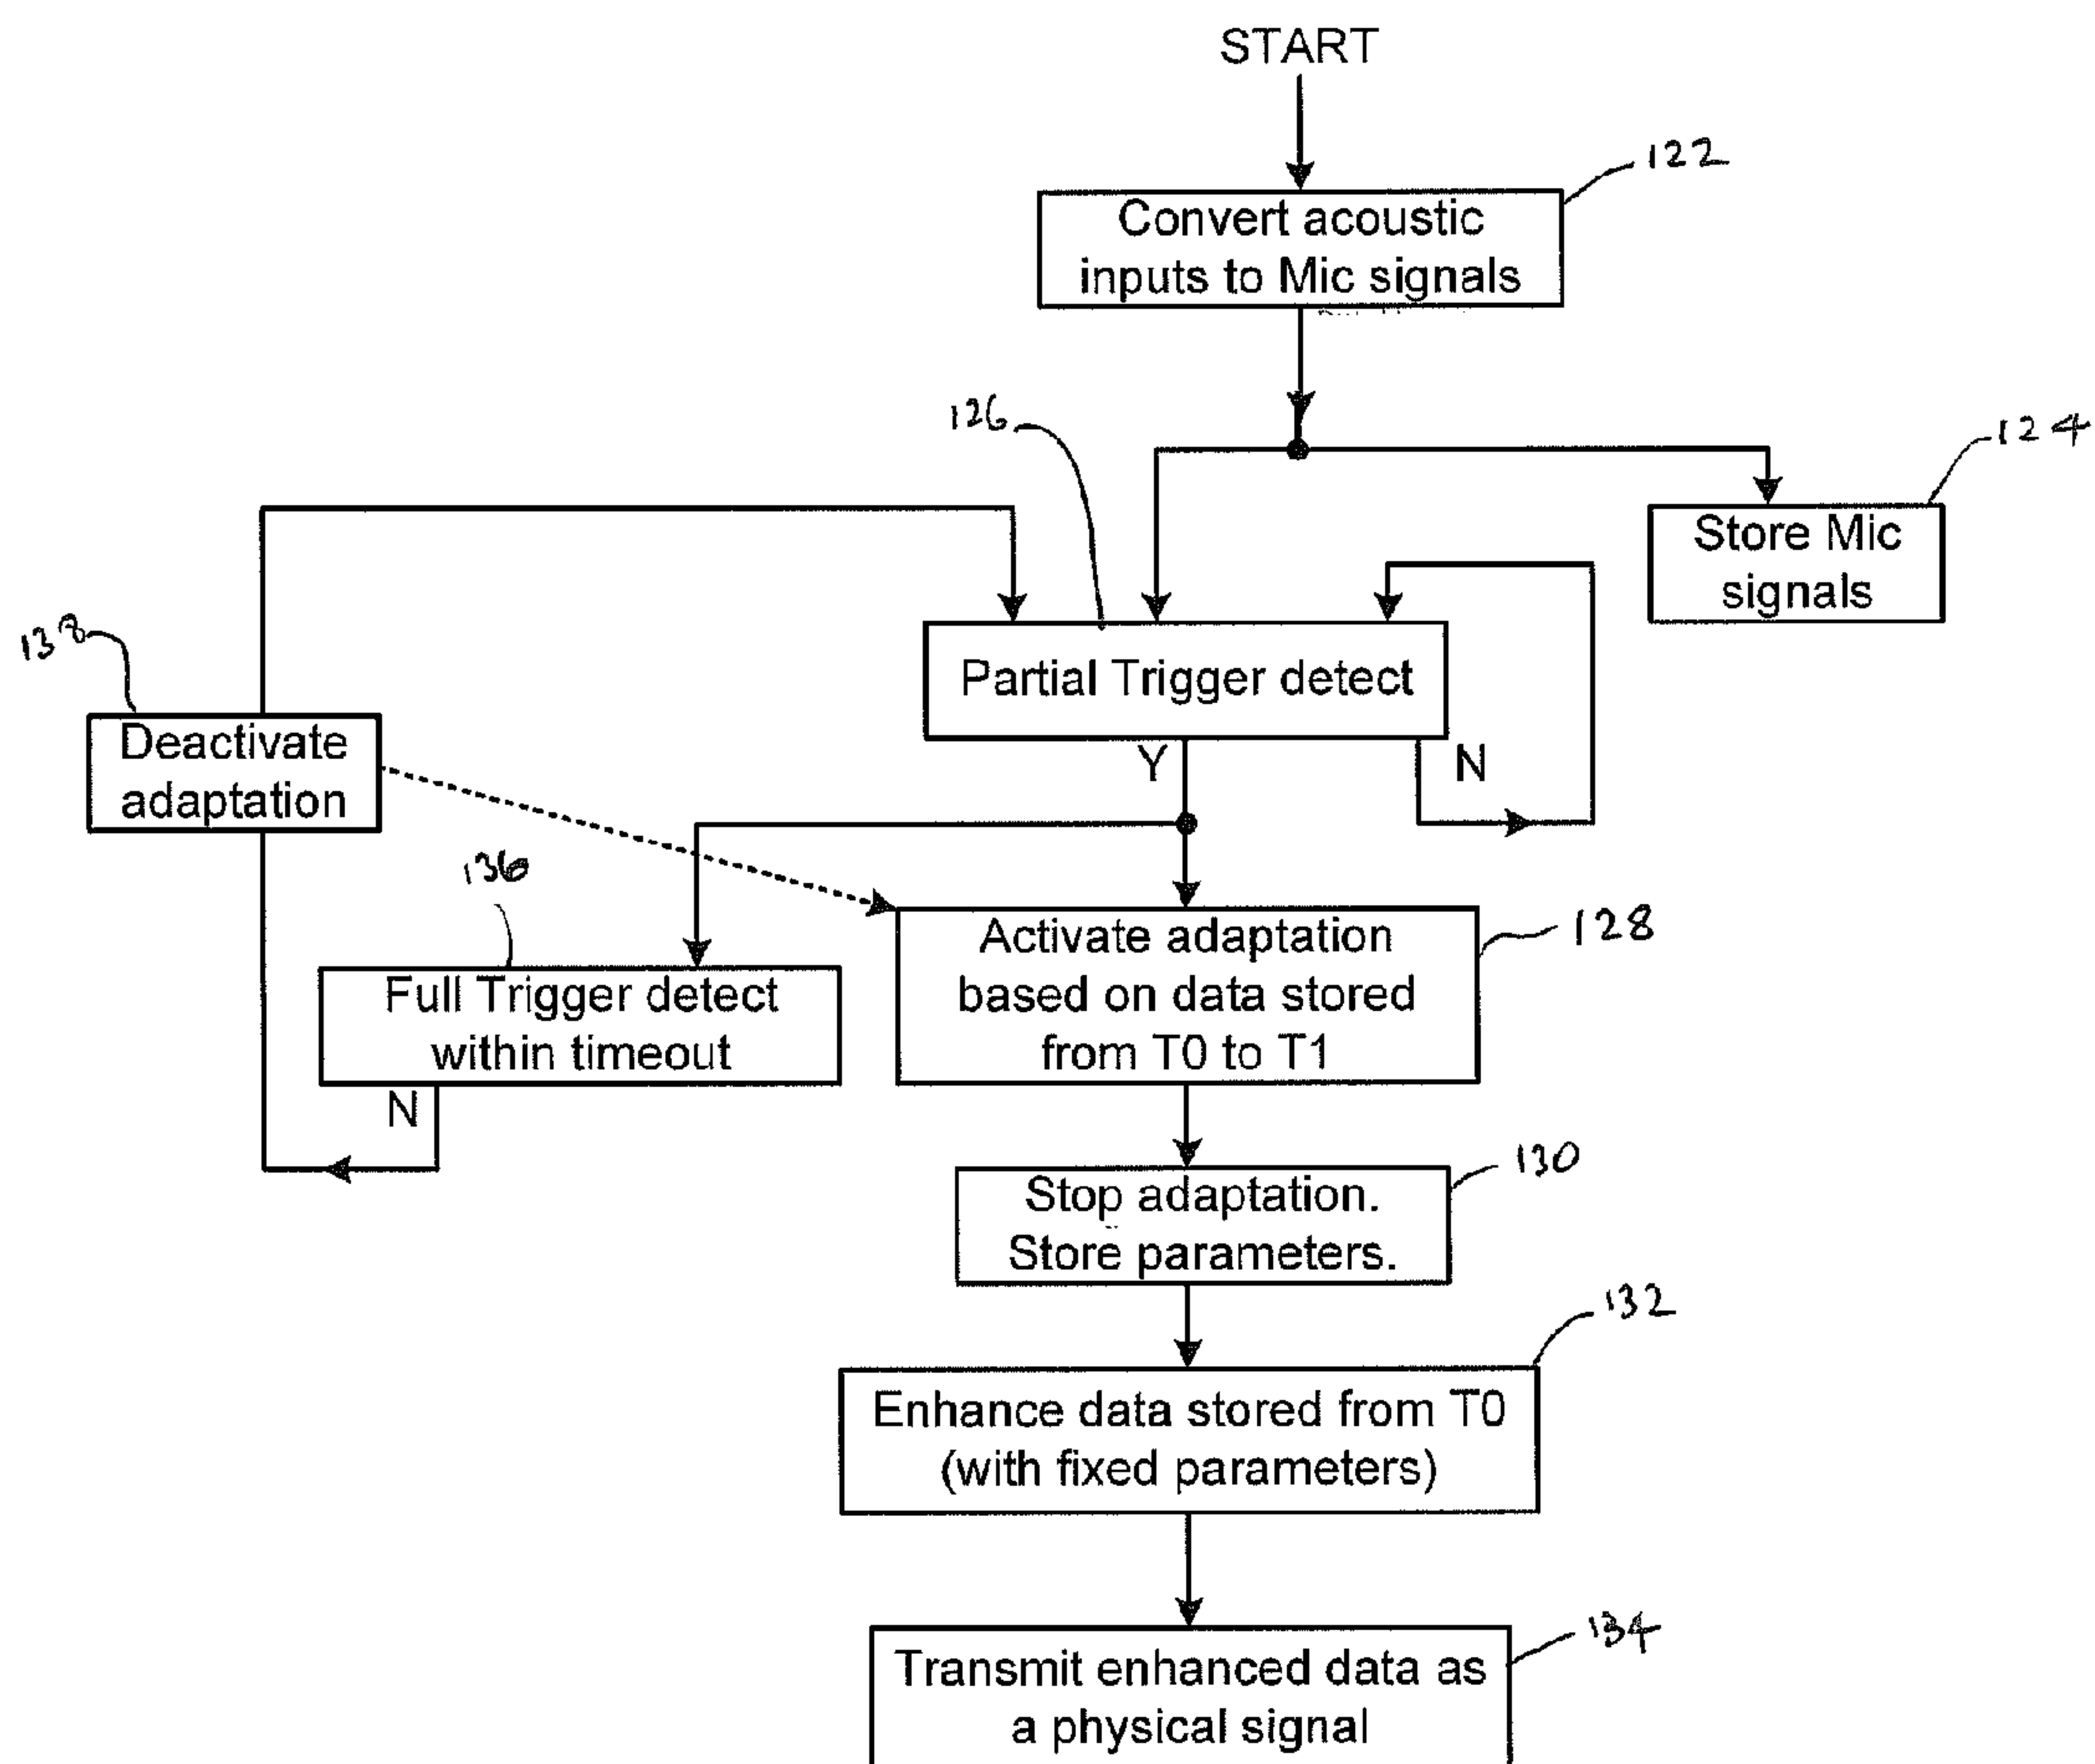 START
122
Convert acoustic
inputs to Mic signals
126
124
Store Mic
signals
138
Partial Trigger detect
Deactivate
adaptation
Y
N
136
128
Activate adaptation
based on data stored
from T0 to T1
Full Trigger detect
within timeout
N
130
Stop adaptation.
Store parameters.
132
Enhance data stored from T0
(with fixed parameters)
134
Transmit enhanced data as
a physical signal